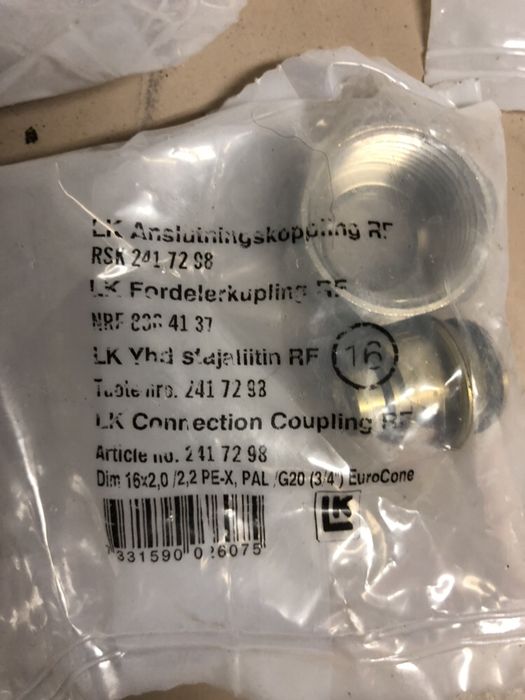 LK Anslutningskoppling RF
RSK 241 72 98
LK Fordelerkupling RF
NRF 836 41 37
LK Yhd stajaliitin RF 16
Tuote nro. 241 72 98
LK Connection Coupling RF
Article no. 241 72 98
Dim 16x2,0 /2,2 PE-X, PAL /G20 (3/4") EuroCone
LK
7 331590 026075